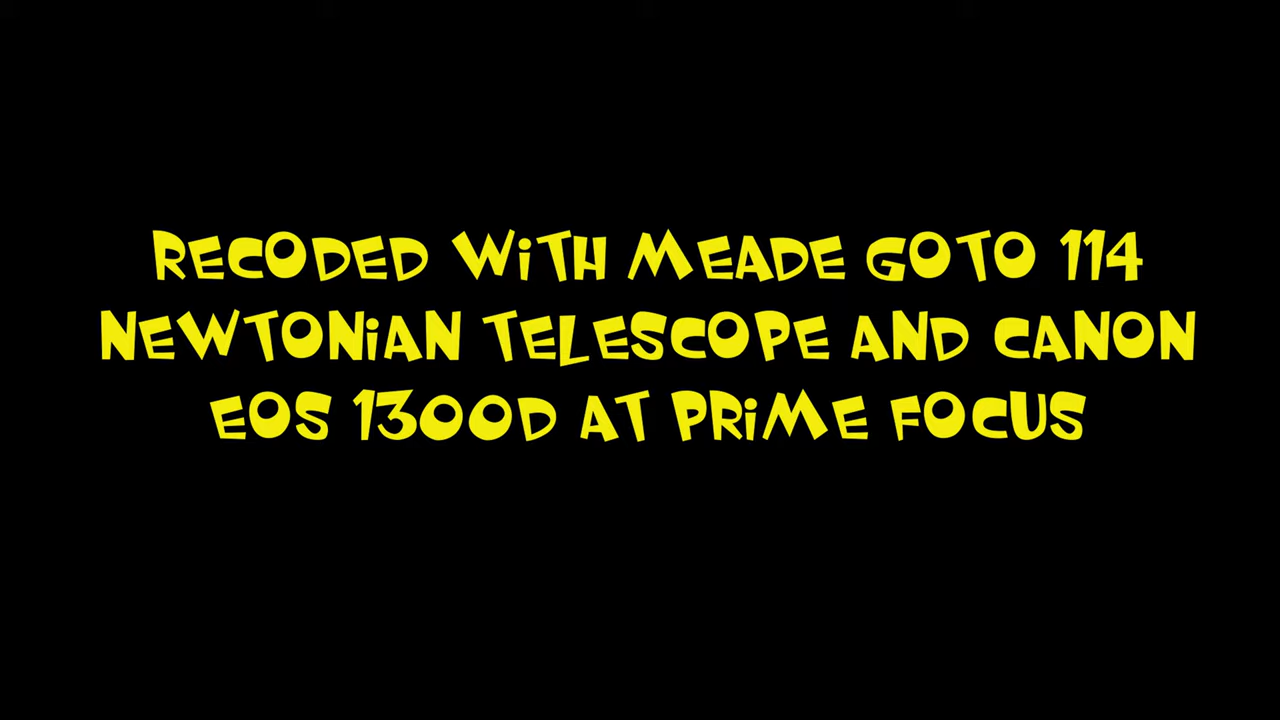 RECODED WiTH MEADE GOTO 114
NEWTONiAN TELESCOPE AND CANON
EOS 1300D AT PRiME FOCUS